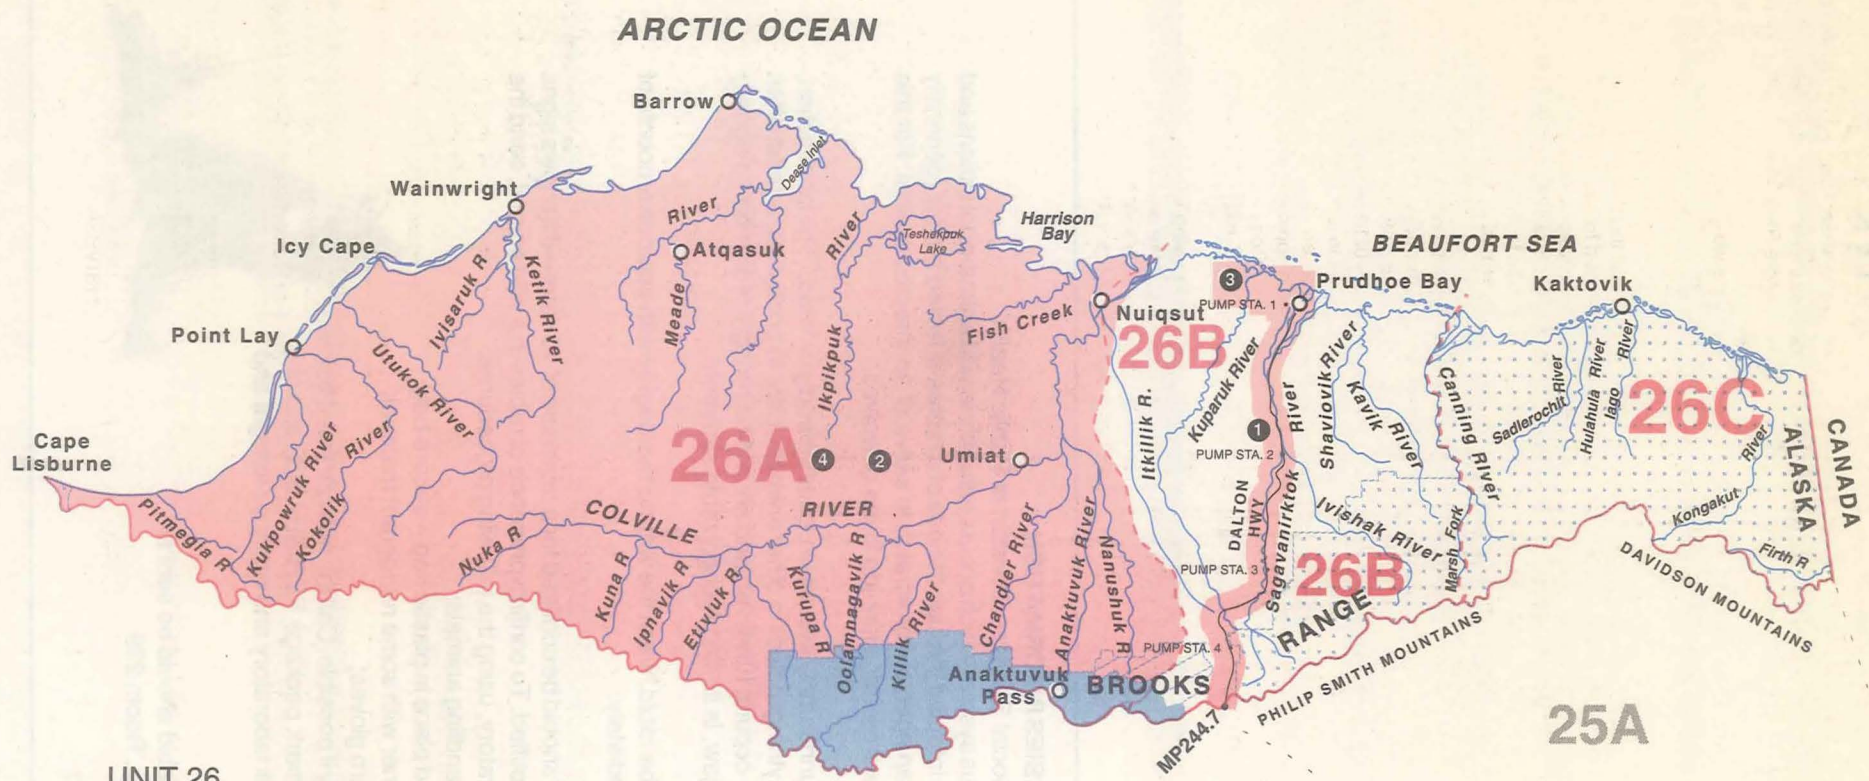 ARCTIC OCEAN
Barrow
Dease Inlet
Wainwright
River
Harrison
Bay
Teshekpuk
Lake
River
Atqasuk
Icy Cape
Ivisaruk R
Ketik River
BEAUFORT SEA
Prudhoe Bay
Kaktovik
3
PUMP STA. 1
Nuiqsut
Fish Creek
Meade
Point Lay
Utukok River
Ikpikpuk
26B
Kuparuk River
River
Shaviovik River
Kavik
River
Canning River
Sadlerochit River
Hulahula River
Iago
River
26C
River
ALASKA
CANADA
Cape
Lisburne
26A
4
2
Umiat
1
PUMP STA. 2
Itkillik R.
Kukpowruk River
Kokolik
River
Pitmegia R
COLVILLE
RIVER
Nuka R
DALTON
HWY
Sagavanirktok
Ivishak River
Marsh Fork
Kongakut
Firth R
DAVIDSON MOUNTAINS
Kuna R
Ipnavik R
Etivluk R
Kurupa R
Oolamnagavik R
Killik River
Chandler River
Anaktuvuk River
Nanushuk R
PUMP STA. 3
26B
RANGE
PUMP STA. 4
Anaktuvuk
Pass
BROOKS
PHILIP SMITH MOUNTAINS
MP244.7
25A
UNIT 26